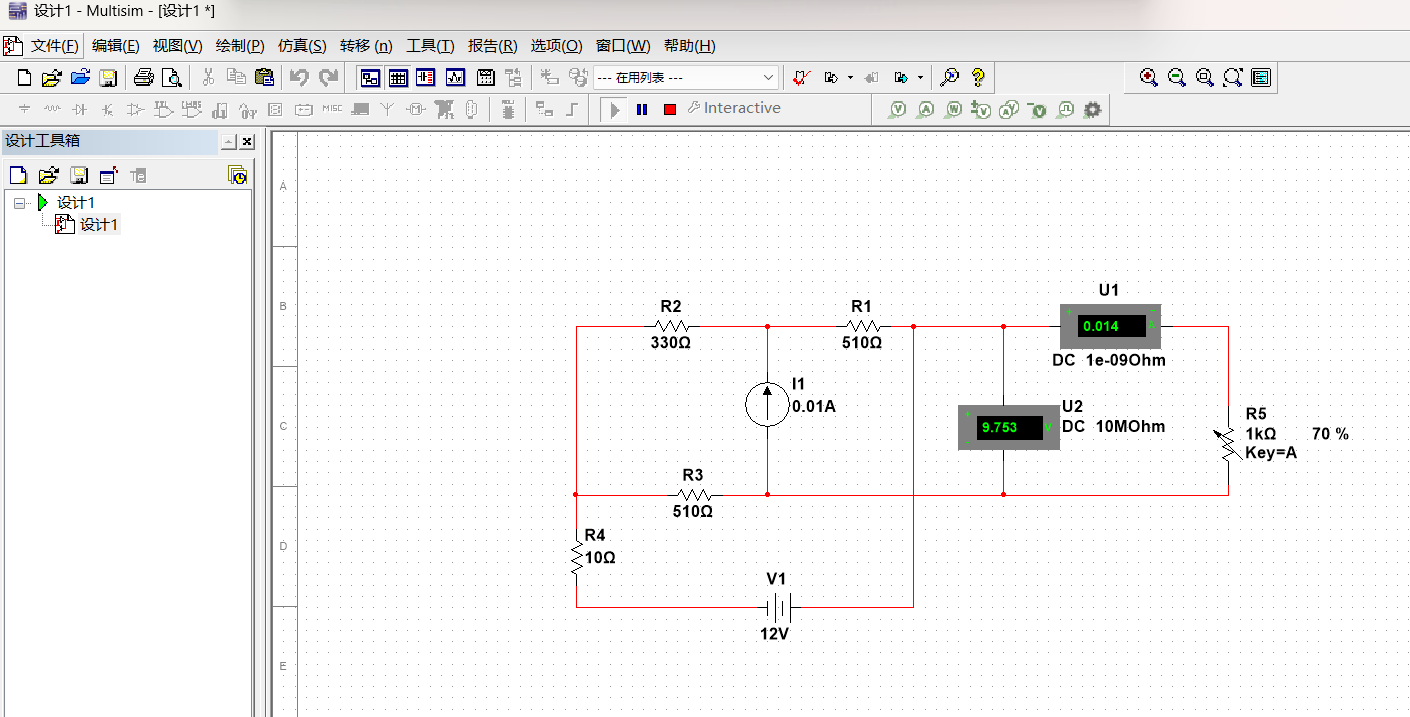 设计1 - Multisim - [设计1 *]
文件(F) 编辑(E) 视图(V) 绘制(P) 仿真(S) 转移 (n) 工具(T) 报告(R) 选项(O) 窗口(W) 帮助(H)
--- 在用列表 ---
MISC Interactive
设计工具箱
设计1
设计1
A
B
C
D
E
R2
330Ω
R1
510Ω
U1
+ - 0.014 A
DC 1e-09Ohm
I1
0.01A
U2
+ - 9.753 V
DC 10MOhm
R5
1kΩ 70 %
Key=A
R3
510Ω
R4
10Ω
V1
12V